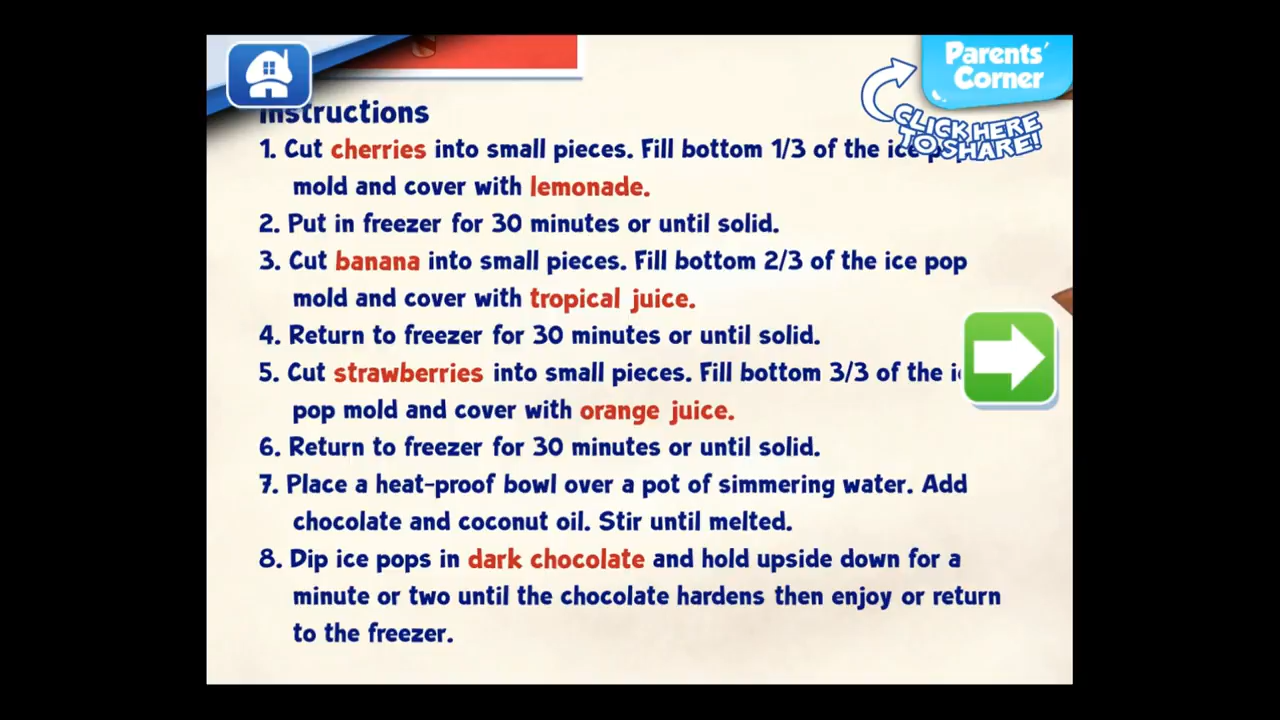 Parents'
Corner
CLICK HERE
TO SHARE!
Instructions
1. Cut cherries into small pieces. Fill bottom 1/3 of the ice
mold and cover with lemonade.
2. Put in freezer for 30 minutes or until solid.
3. Cut banana into small pieces. Fill bottom 2/3 of the ice pop
mold and cover with tropical juice.
4. Return to freezer for 30 minutes or until solid.
5. Cut strawberries into small pieces. Fill bottom 3/3 of the
pop mold and cover with orange juice.
6. Return to freezer for 30 minutes or until solid.
7. Place a heat-proof bowl over a pot of simmering water. Add
chocolate and coconut oil. Stir until melted.
8. Dip ice pops in dark chocolate and hold upside down for a
minute or two until the chocolate hardens then enjoy or return
to the freezer.